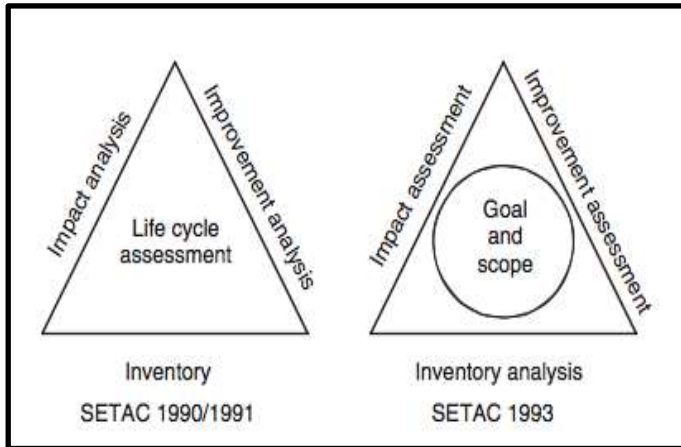 Impact analysis
Improvement analysis
Life cycle
assessment
Inventory
SETAC 1990/1991
Impact assessment
Improvement assessment
Goal
and
scope
Inventory analysis
SETAC 1993